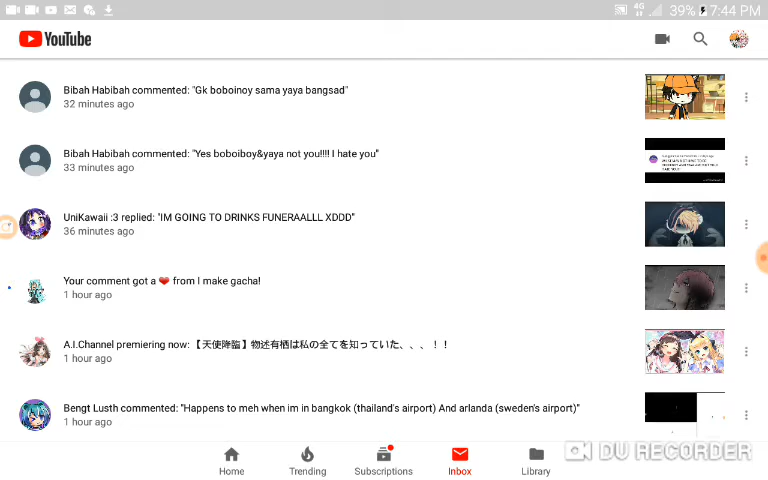 4G 39% 7:44 PM
YouTube
Bibah Habibah commented: "Gk boboinoy sama yaya bangsad"
32 minutes ago
Bibah Habibah commented: "Yes boboiboy&yaya not you!!!! I hate you"
33 minutes ago
UniKawaii :3 replied: "IM GOING TO DRINKS FUNERAALLL XDDD"
36 minutes ago
Your comment got a ❤ from I make gacha!
1 hour ago
A.I.Channel premiering now: 【天使降臨】物述有栖は私の全てを知っていた、、、！！
1 hour ago
Bengt Lusth commented: "Happens to meh when im in bangkok (thailand's airport) And arlanda (sweden's airport)"
1 hour ago
Home
Trending
Subscriptions
Inbox
Library
DU RECORDER